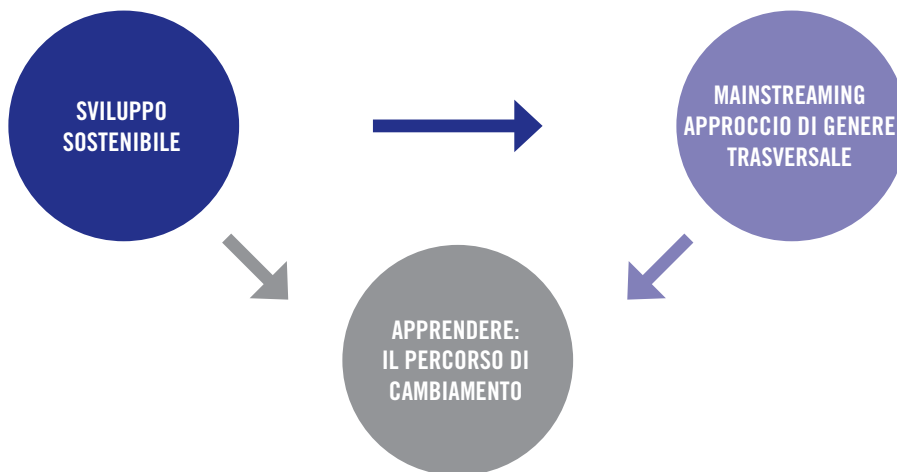 SVILUPPO
SOSTENIBILE
MAINSTREAMING
APPROCCIO DI GENERE
TRASVERSALE
APPRENDERE:
IL PERCORSO DI
CAMBIAMENTO